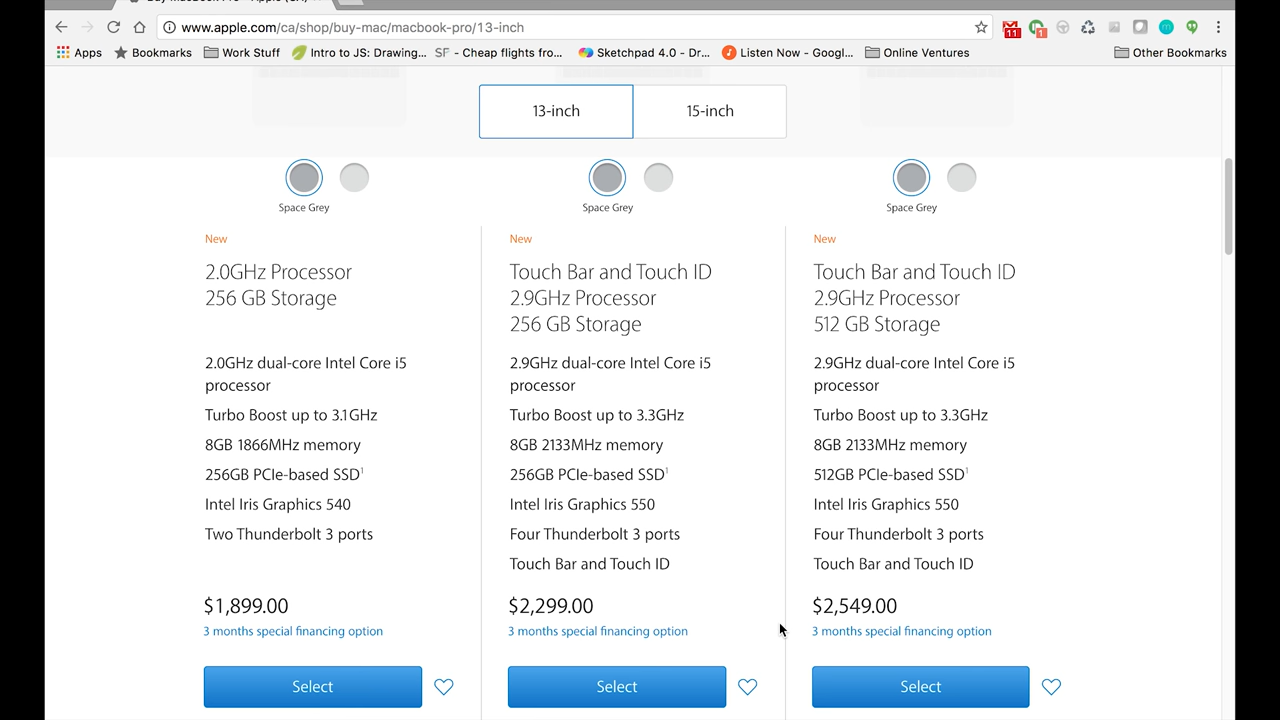 www.apple.com/ca/shop/buy-mac/macbook-pro/13-inch
11
1
Apps
Bookmarks
Work Stuff
Intro to JS: Drawing...
SF - Cheap flights fro...
Sketchpad 4.0 - Dr...
Listen Now - Googl...
Online Ventures
Other Bookmarks
13-inch
15-inch
Space Grey
Space Grey
Space Grey
New
2.0GHz Processor
256 GB Storage
2.0GHz dual-core Intel Core i5
processor
Turbo Boost up to 3.1GHz
8GB 1866MHz memory
256GB PCIe-based SSD1
Intel Iris Graphics 540
Two Thunderbolt 3 ports
$1,899.00
3 months special financing option
Select
New
Touch Bar and Touch ID
2.9GHz Processor
256 GB Storage
2.9GHz dual-core Intel Core i5
processor
Turbo Boost up to 3.3GHz
8GB 2133MHz memory
256GB PCIe-based SSD1
Intel Iris Graphics 550
Four Thunderbolt 3 ports
Touch Bar and Touch ID
$2,299.00
3 months special financing option
Select
New
Touch Bar and Touch ID
2.9GHz Processor
512 GB Storage
2.9GHz dual-core Intel Core i5
processor
Turbo Boost up to 3.3GHz
8GB 2133MHz memory
512GB PCIe-based SSD1
Intel Iris Graphics 550
Four Thunderbolt 3 ports
Touch Bar and Touch ID
$2,549.00
3 months special financing option
Select